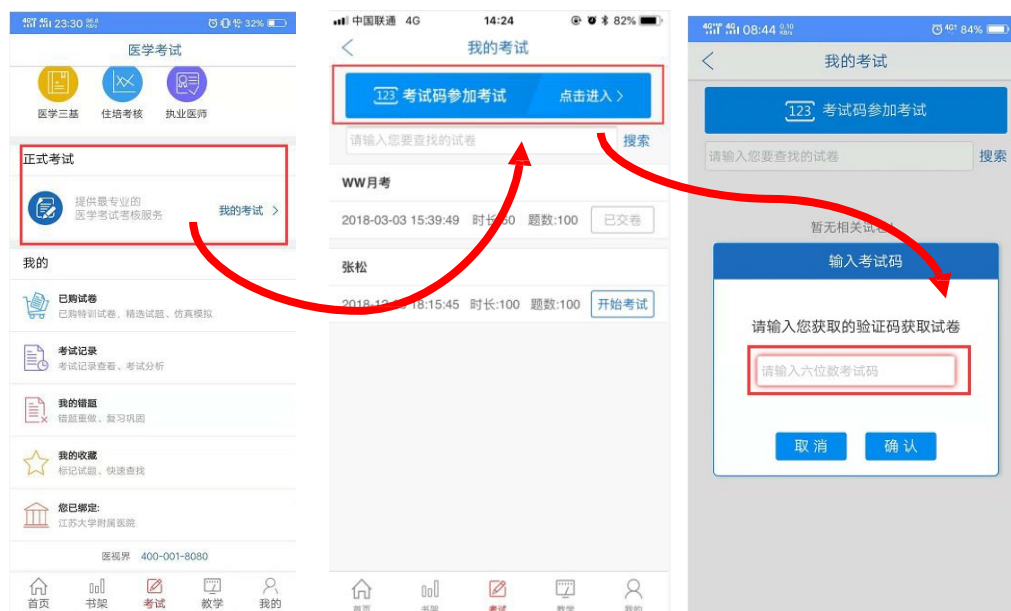 23:30
32%
医学考试
医学三基 住培考核 执业医师
正式考试
提供最专业的
医学考试考核服务
我的考试 >
我的
已购试卷
已购特训试卷、精选试题、仿真模拟
考试记录
考试记录查看、考试分析
我的错题
错题重做、复习巩固
我的收藏
标记试题、快速查找
您已绑定:
江苏大学附属医院
医视界 400-001-8080
首页 书架 考试 教学 我的
中国联通 4G 14:24 82%
我的考试
123 考试码参加考试 点击进入 >
请输入您要查找的试卷 搜索
WW月考
2018-03-03 15:39:49 时长:60 题数:100 已交卷
张松
18:15:45 时长:100 题数:100 开始考试
首页 书架 考试 教学 我的
08:44 84%
我的考试
123 考试码参加考试
请输入您要查找的试卷 搜索
暂无相关试卷
输入考试码
请输入您获取的验证码获取试卷
请输入六位数考试码
取消 确认